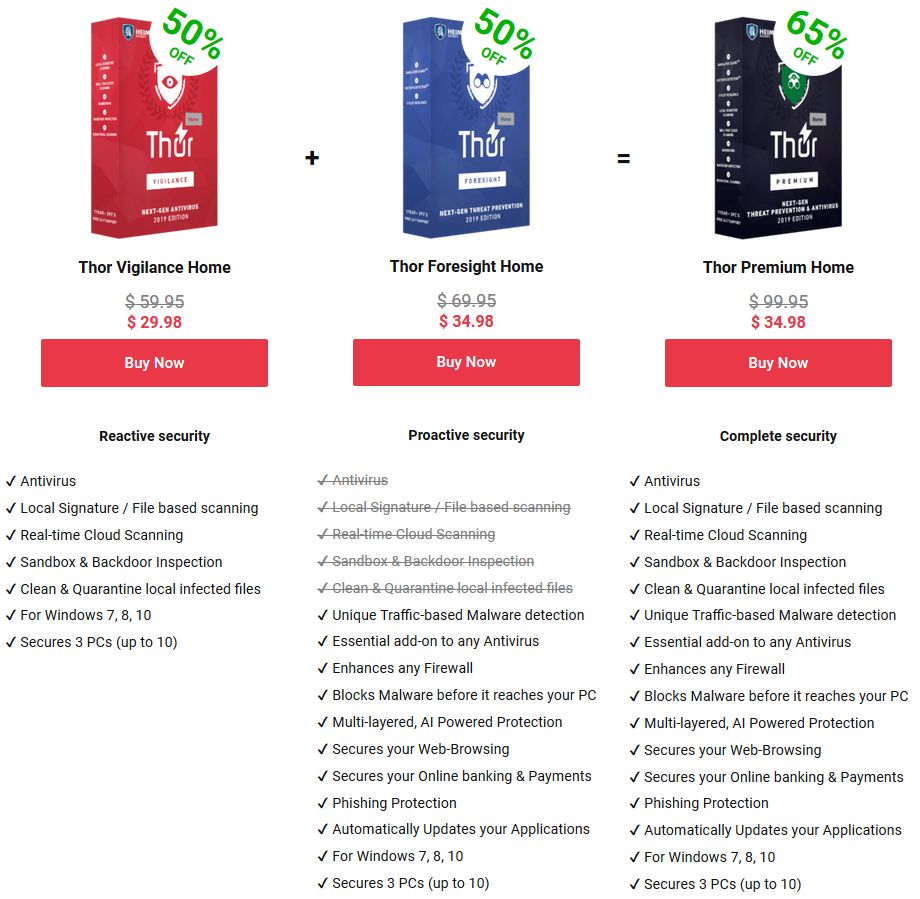 50%
OFF
HEIM
Home
Thor
VIGILANCE
NEXT-GEN ANTIVIRUS
2019 EDITION
+
50%
OFF
HEIM
Home
Thor
FORESIGHT
NEXT-GEN THREAT PREVENTION
2019 EDITION
=
65%
OFF
HEIM
Home
Thor
PREMIUM
NEXT-GEN
THREAT PREVENTION & ANTIVIRUS
2019 EDITION
Thor Vigilance Home
$ 59.95
$ 29.98
Buy Now
Reactive security
✓ Antivirus
✓ Local Signature / File based scanning
✓ Real-time Cloud Scanning
✓ Sandbox & Backdoor Inspection
✓ Clean & Quarantine local infected files
✓ For Windows 7, 8, 10
✓ Secures 3 PCs (up to 10)
Thor Foresight Home
$ 69.95
$ 34.98
Buy Now
Proactive security
✓ Antivirus
✓ Local Signature / File based scanning
✓ Real-time Cloud Scanning
✓ Sandbox & Backdoor Inspection
✓ Clean & Quarantine local infected files
✓ Unique Traffic-based Malware detection
✓ Essential add-on to any Antivirus
✓ Enhances any Firewall
✓ Blocks Malware before it reaches your PC
✓ Multi-layered, AI Powered Protection
✓ Secures your Web-Browsing
✓ Secures your Online banking & Payments
✓ Phishing Protection
✓ Automatically Updates your Applications
✓ For Windows 7, 8, 10
✓ Secures 3 PCs (up to 10)
Thor Premium Home
$ 99.95
$ 34.98
Buy Now
Complete security
✓ Antivirus
✓ Local Signature / File based scanning
✓ Real-time Cloud Scanning
✓ Sandbox & Backdoor Inspection
✓ Clean & Quarantine local infected files
✓ Unique Traffic-based Malware detection
✓ Essential add-on to any Antivirus
✓ Enhances any Firewall
✓ Blocks Malware before it reaches your PC
✓ Multi-layered, AI Powered Protection
✓ Secures your Web-Browsing
✓ Secures your Online banking & Payments
✓ Phishing Protection
✓ Automatically Updates your Applications
✓ For Windows 7, 8, 10
✓ Secures 3 PCs (up to 10)